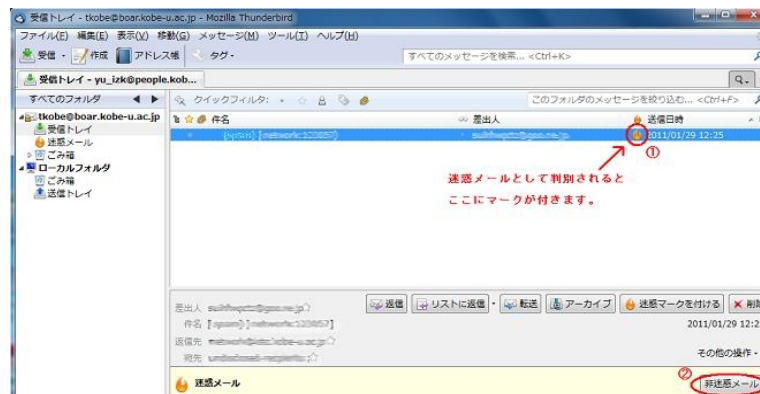 受信トレイ - tkobe@boar.kobe-u.ac.jp - Mozilla Thunderbird
ファイル(F) 編集(E) 表示(V) 移動(G) メッセージ(M) ツール(T) ヘルプ(H)
受信 作成 アドレス帳 タグ すべてのメッセージを検索... <Ctrl+K>
受信トレイ - yu_izk@people.kob...
すべてのフォルダ クイックフィルタ: このフォルダのメッセージを絞り込む... <Ctrl+F>
tkobe@boar.kobe-u.ac.jp 件名 差出人 送信日時
受信トレイ 2011/01/29 12:25
迷惑メール ①
ごみ箱
ローカルフォルダ
ごみ箱
送信トレイ
迷惑メールとして判別されると
ここにマークが付きます。
差出人 返信 リストに返信 転送 アーカイブ 迷惑マークを付ける 削
件名 2011/01/29 12:2
返信先
宛先 その他の操作
②
迷惑メール 非迷惑メール